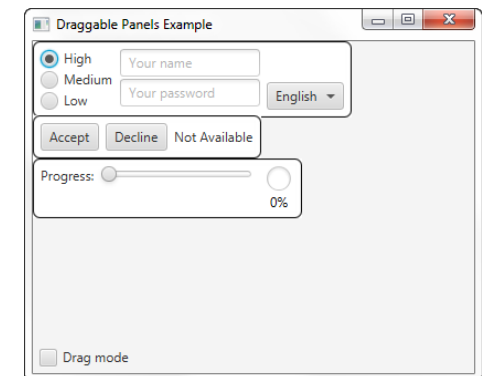 Draggable Panels Example
High
Your name
Medium
Your password
Low
English
Accept
Decline
Not Available
Progress:
0%
Drag mode